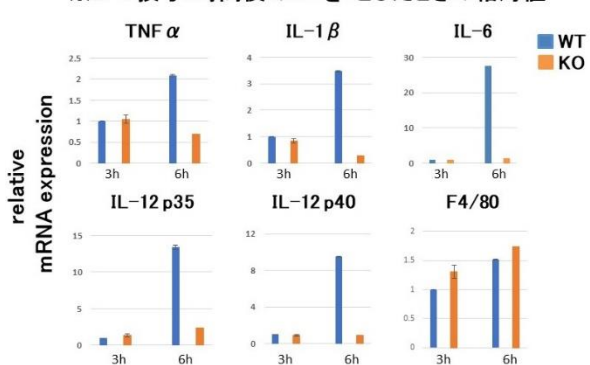 TNF α
IL-1 β
IL-6
WT
KO
relative
mRNA expression
2.5
2
1.5
1
0.5
0
3h
6h
4
3
2
1
0
3h
6h
30
20
10
0
3h
6h
IL-12 p35
IL-12 p40
F4/80
15
10
5
0
3h
6h
12
8
4
0
3h
6h
2
1.5
1
0.5
0
3h
6h